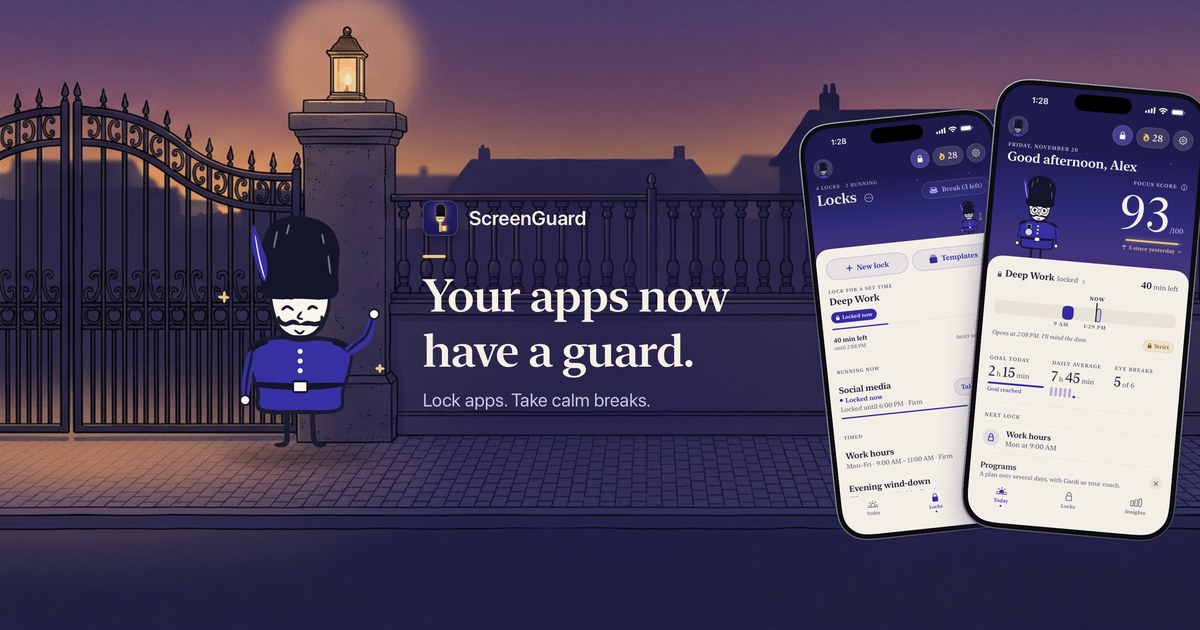 ScreenGuard
Your apps now
have a guard.
Lock apps. Take calm breaks.
1:28
28
4 LOCKS · 2 RUNNING
Locks
Break (3 left)
+ New lock
Templates
LOCK FOR A SET TIME
Deep Work
Locked now
40 min left
until 2:08 PM
RUNNING NOW
Social media
Locked now
Locked until 6:00 PM · Firm
TIMED
Work hours
Mon–Fri · 9:00 AM – 11:00 AM · Firm
Evening wind-down
Today
Locks
1:28
28
FRIDAY, NOVEMBER 20
Good afternoon, Alex
FOCUS SCORE
93/100
since yesterday
Deep Work locked
40 min left
NOW
9 AM
1:29 PM
Opens at 2:08 PM. I'll mind the door.
Strict
GOAL TODAY
2 h 15 min
Goal reached
DAILY AVERAGE
7 h 45 min
EYE BREAKS
5 of 6
NEXT LOCK
Work hours
Mon at 9:00 AM
Programs
A plan over several days, with Gardi as your coach.
Today
Locks
Insights